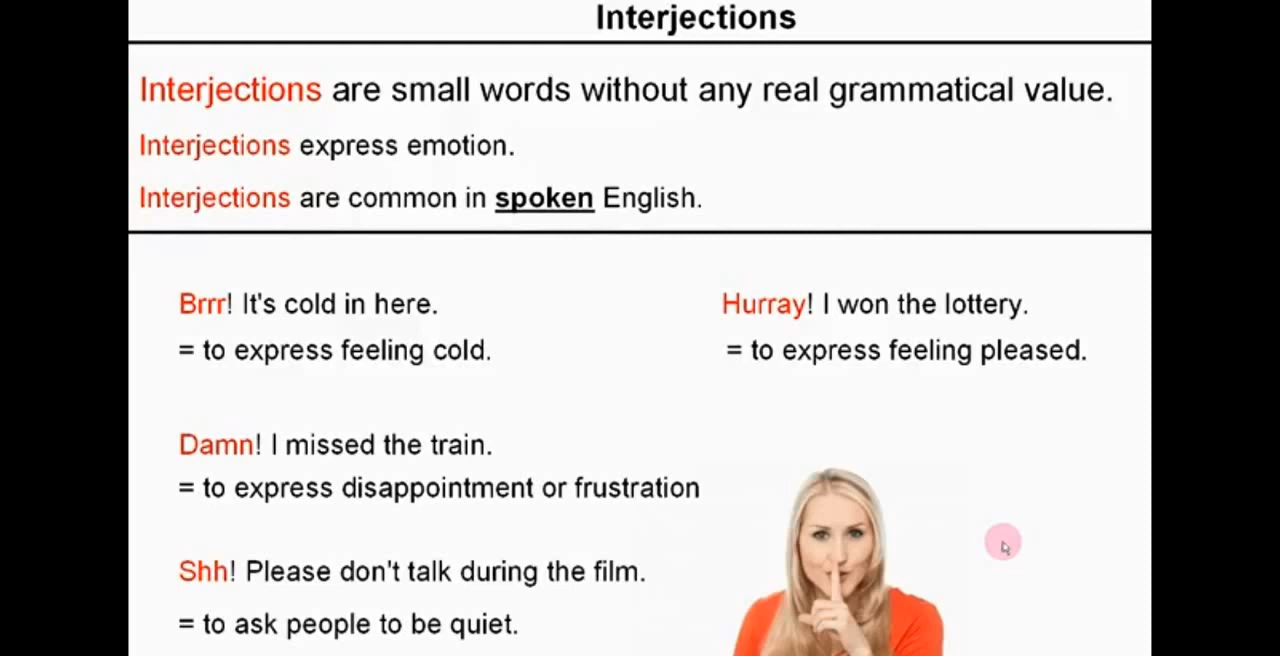 Interjections
Interjections are small words without any real grammatical value.
Interjections express emotion.
Interjections are common in spoken English.
Brrr! It's cold in here.
= to express feeling cold.
Hurray! I won the lottery.
= to express feeling pleased.
Damn! I missed the train.
= to express disappointment or frustration
Shh! Please don't talk during the film.
= to ask people to be quiet.